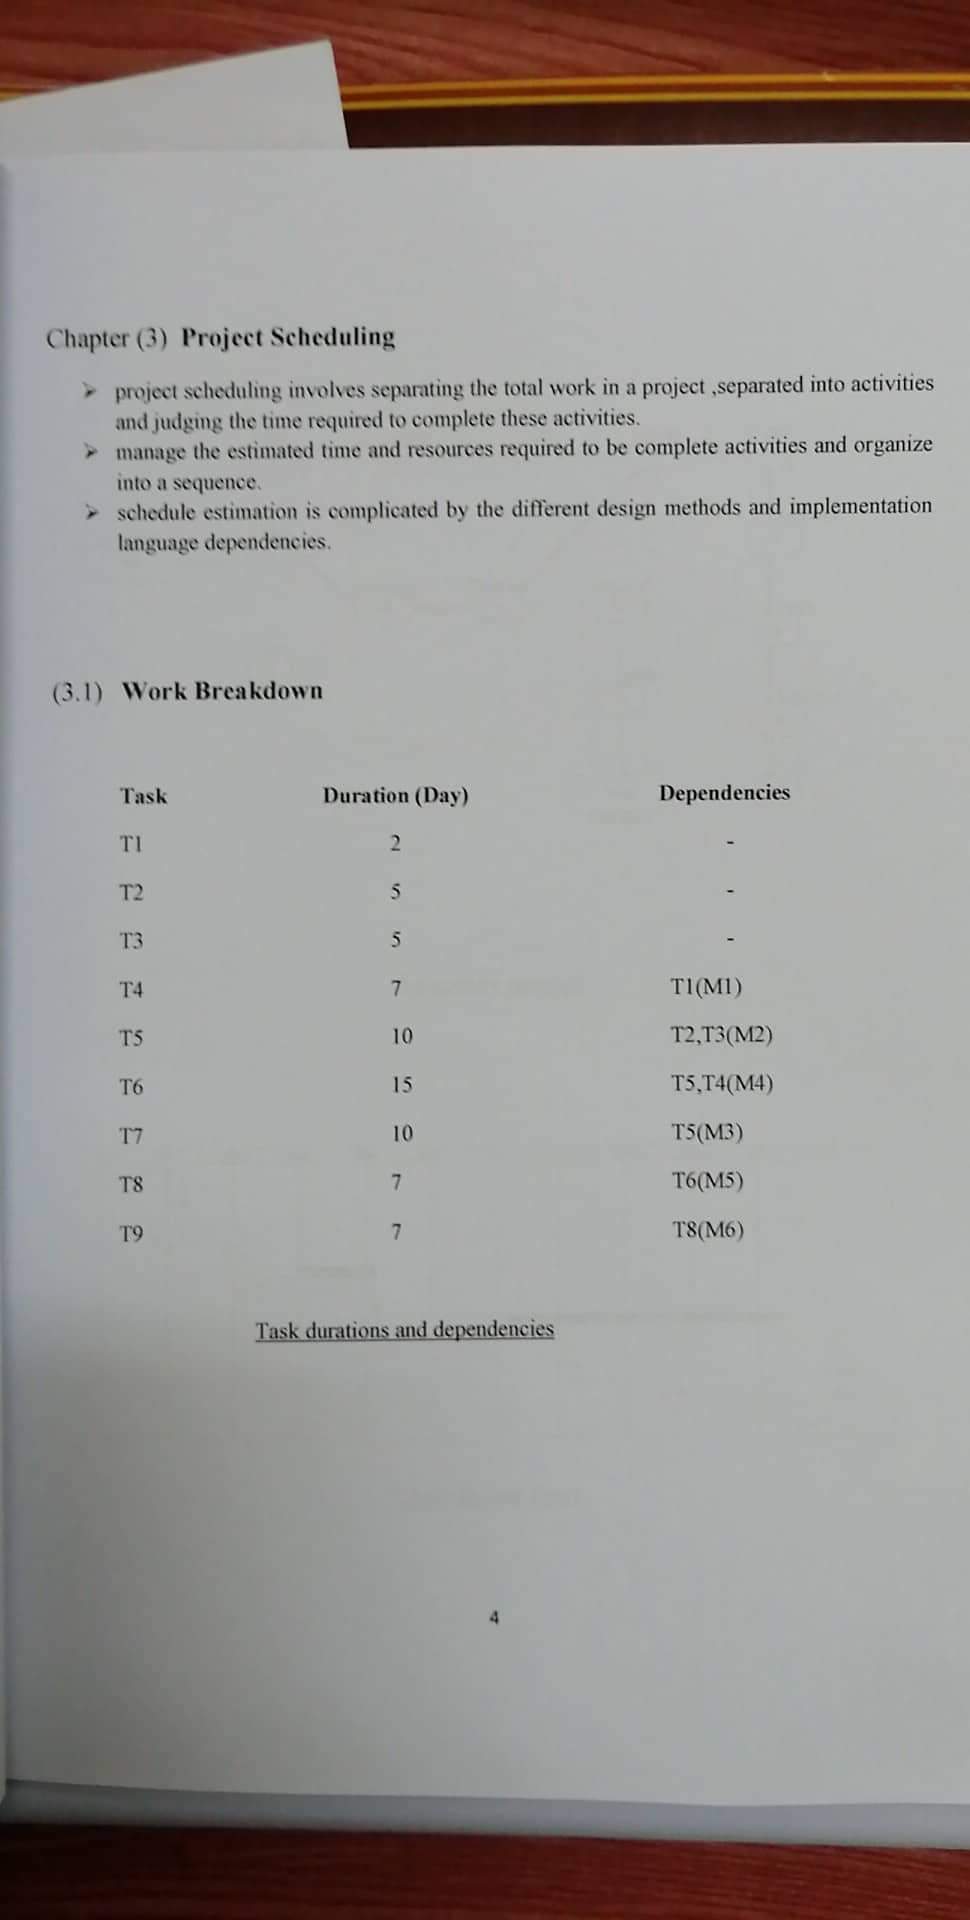 Chapter (3) Project Scheduling
➢ project scheduling involves separating the total work in a project ,separated into activities
and judging the time required to complete these activities.
➢ manage the estimated time and resources required to be complete activities and organize
into a sequence.
➢ schedule estimation is complicated by the different design methods and implementation
language dependencies.
(3.1) Work Breakdown
Task Duration (Day) Dependencies
T1 2 -
T2 5 -
T3 5 -
T4 7 T1(M1)
T5 10 T2,T3(M2)
T6 15 T5,T4(M4)
T7 10 T5(M3)
T8 7 T6(M5)
T9 7 T8(M6)
Task durations and dependencies
4